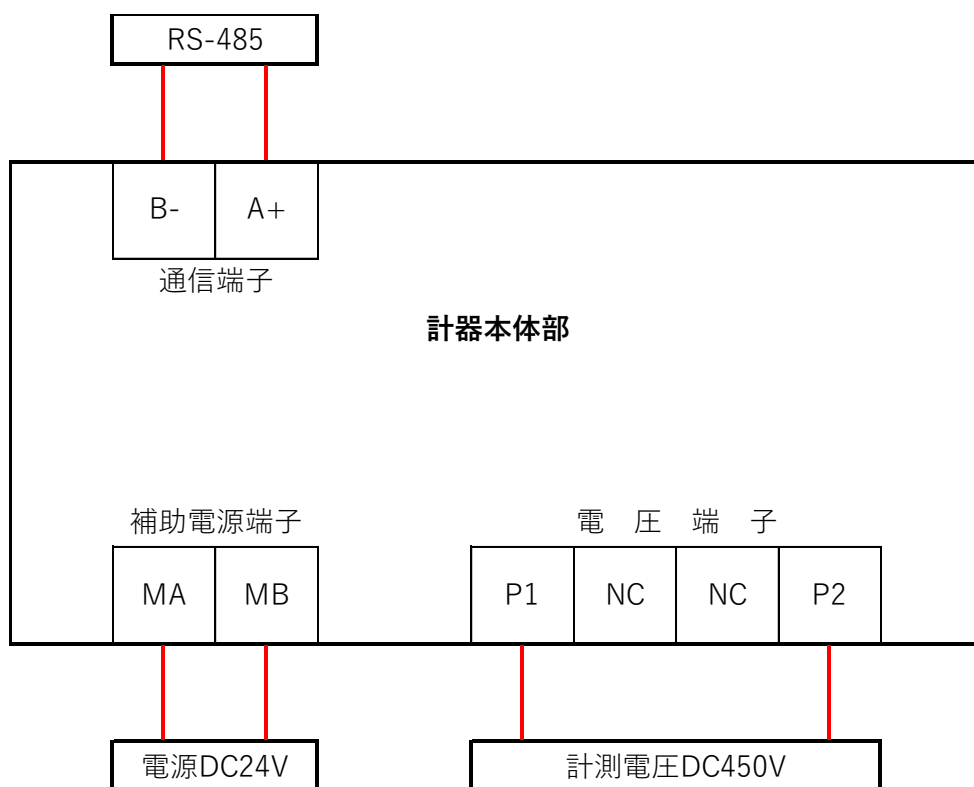 RS-485
B- A+
通信端子
計器本体部
補助電源端子 電 圧 端 子
MA MB P1 NC NC P2
電源DC24V 計測電圧DC450V